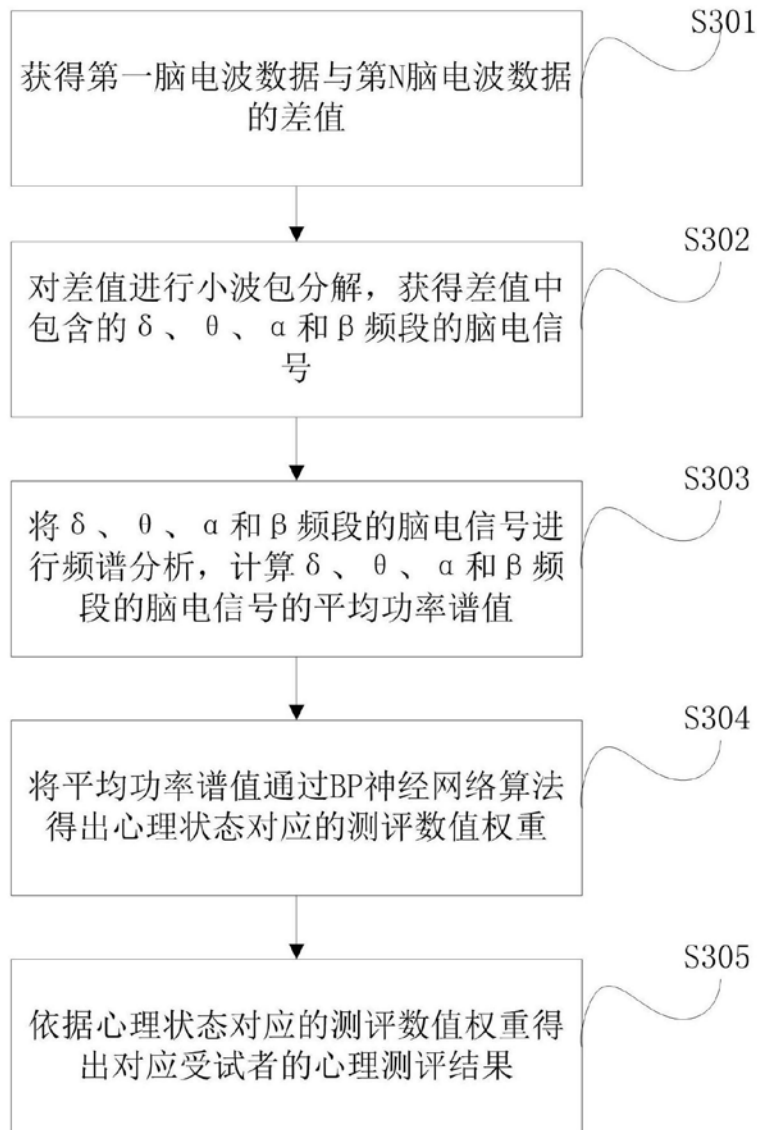 S301
获得第一脑电波数据与第N脑电波数据
的差值
S302
对差值进行小波包分解，获得差值中
包含的δ、θ、α和β频段的脑电信
号
S303
将δ、θ、α和β频段的脑电信号进
行频谱分析，计算δ、θ、α和β频
段的脑电信号的平均功率谱值
S304
将平均功率谱值通过BP神经网络算法
得出心理状态对应的测评数值权重
S305
依据心理状态对应的测评数值权重得
出对应受试者的心理测评结果